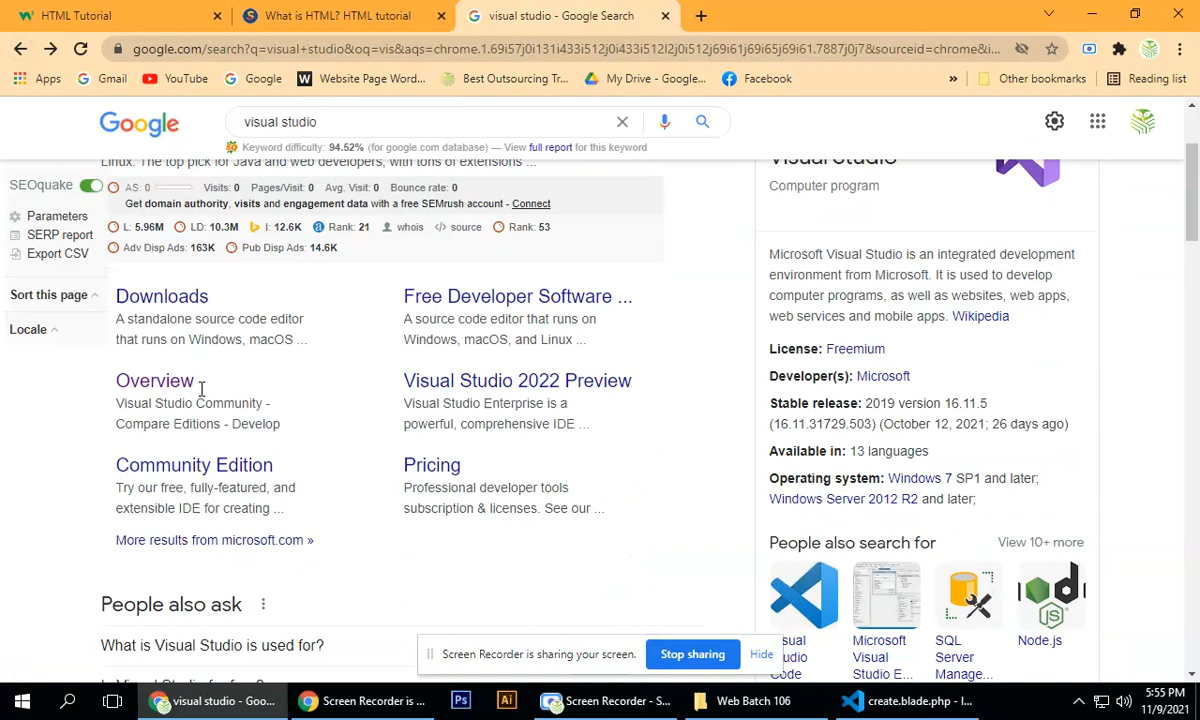 HTML Tutorial
What is HTML? HTML tutorial
visual studio - Google Search
google.com/search?q=visual+studio&oq=vis&aqs=chrome.1.69i57j0i131i433i512j0i433i512l2j0i512j69i61j69i65j69i61.7887j0j7&sourceid=chrome&i...
Apps
Gmail
YouTube
Google
Website Page Word...
Best Outsourcing Tr...
My Drive - Google...
Facebook
»
Other bookmarks
Reading list
Google
visual studio
Keyword difficulty: 94.52% (for google.com database) — View full report for this keyword
Linux. The top pick for Java and web developers, with tons of extensions ...
SEOquake
Parameters
SERP report
Export CSV
Sort this page
Locale
AS: 0 Visits: 0 Pages/Visit: 0 Avg. Visit: 0 Bounce rate: 0
Get domain authority, visits and engagement data with a free SEMrush account - Connect
L: 5.96M LD: 10.3M I: 12.6K Rank: 21 whois source Rank: 53
Adv Disp Ads: 163K Pub Disp Ads: 14.6K
Downloads
A standalone source code editor
that runs on Windows, macOS ...
Free Developer Software ...
A source code editor that runs on
Windows, macOS, and Linux ...
Overview
Visual Studio Community -
Compare Editions - Develop
Visual Studio 2022 Preview
Visual Studio Enterprise is a
powerful, comprehensive IDE ...
Community Edition
Try our free, fully-featured, and
extensible IDE for creating ...
Pricing
Professional developer tools
subscription & licenses. See our ...
More results from microsoft.com »
People also ask
What is Visual Studio is used for?
Visual Studio
Computer program
Microsoft Visual Studio is an integrated development
environment from Microsoft. It is used to develop
computer programs, as well as websites, web apps,
web services and mobile apps. Wikipedia
License: Freemium
Developer(s): Microsoft
Stable release: 2019 version 16.11.5
(16.11.31729.503) (October 12, 2021; 26 days ago)
Available in: 13 languages
Operating system: Windows 7 SP1 and later;
Windows Server 2012 R2 and later;
People also search for
View 10+ more
Visual
Studio
Code
Microsoft
Visual
Studio
SQL
Server
Manage...
Node.js
Screen Recorder is sharing your screen.
Stop sharing
Hide
visual studio - Goo...
Screen Recorder is ...
Ps
Ai
Screen Recorder - S...
Web Batch 106
create.blade.php - l...
5:55 PM
11/9/2021